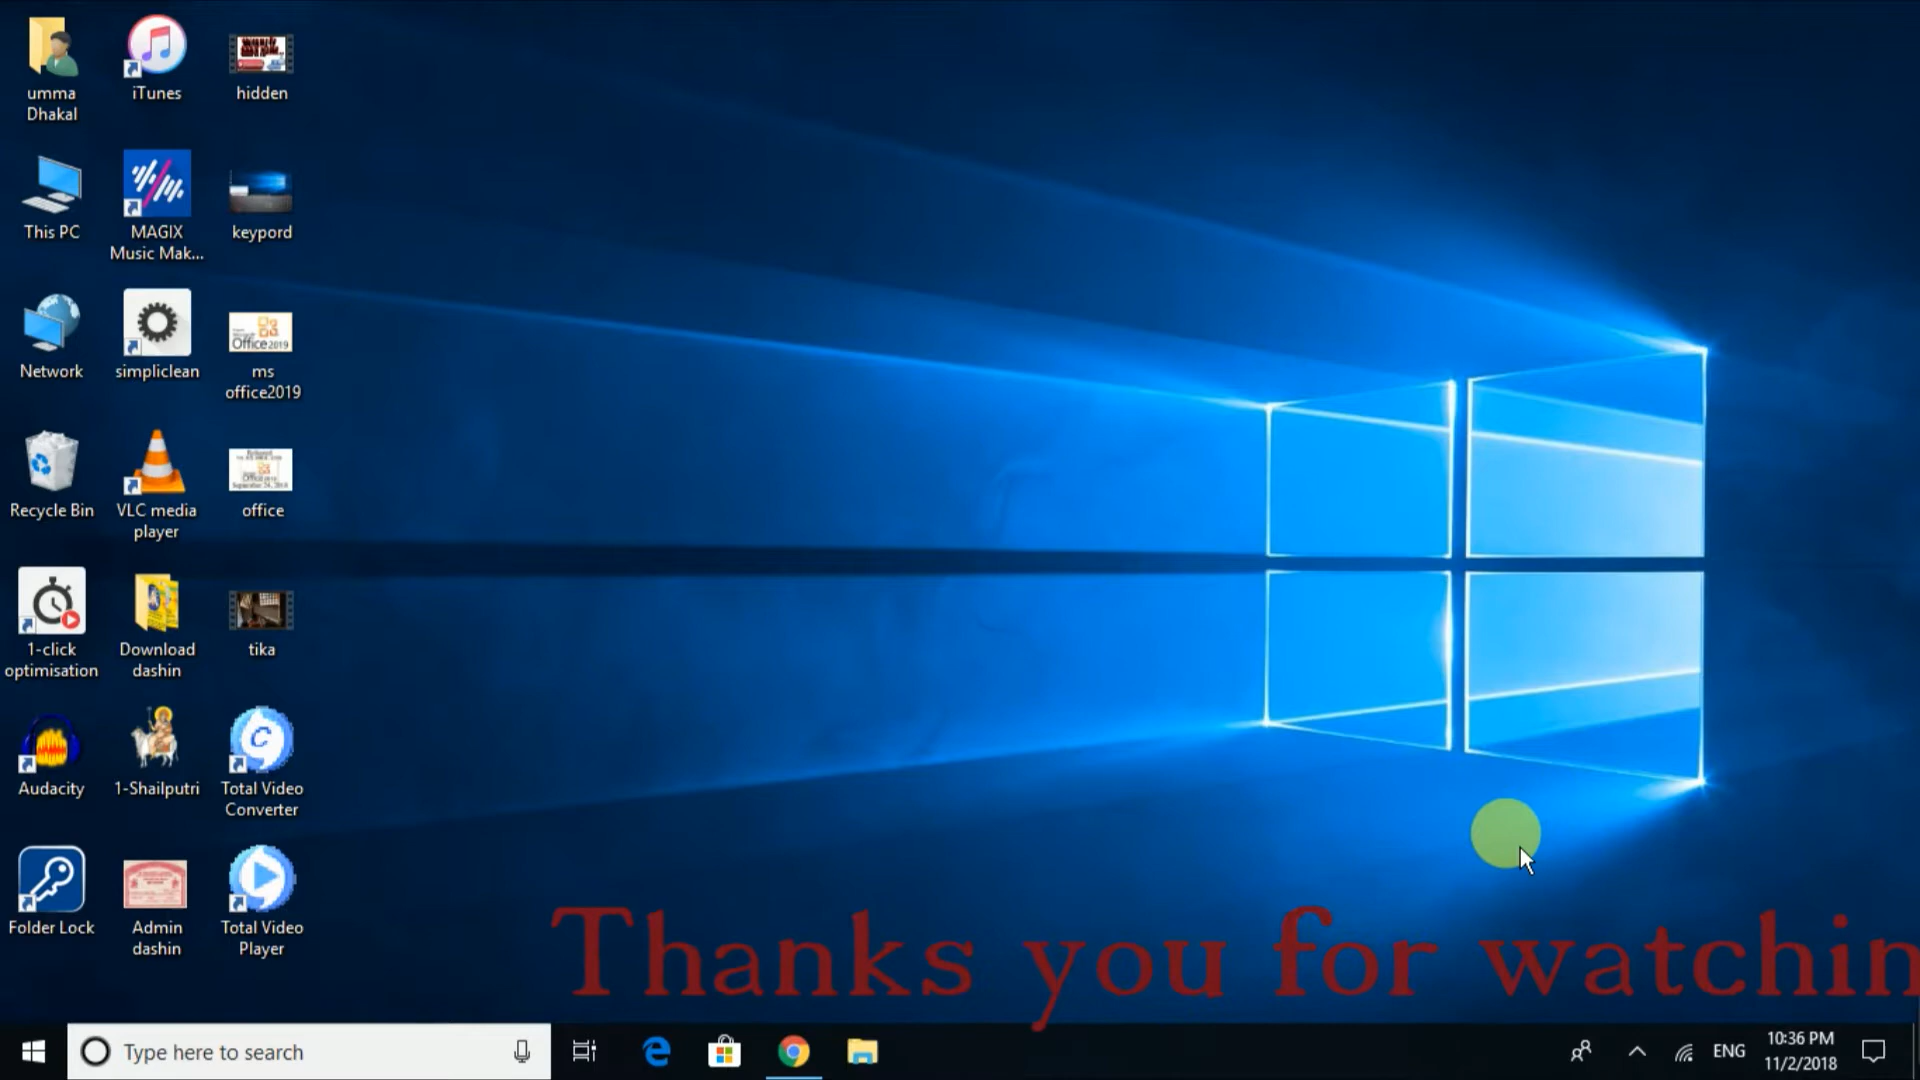 umma
Dhakal
iTunes
hidden
This PC
MAGIX
Music Mak...
keypord
Network
simpliclean
Office 2019
ms
office2019
Recycle Bin
VLC media
player
office
1-click
optimisation
Download
dashin
tika
Audacity
1-Shailputri
Total Video
Converter
Folder Lock
Admin
dashin
Total Video
Player
Thanks you for watchin
Type here to search
ENG
10:36 PM
11/2/2018